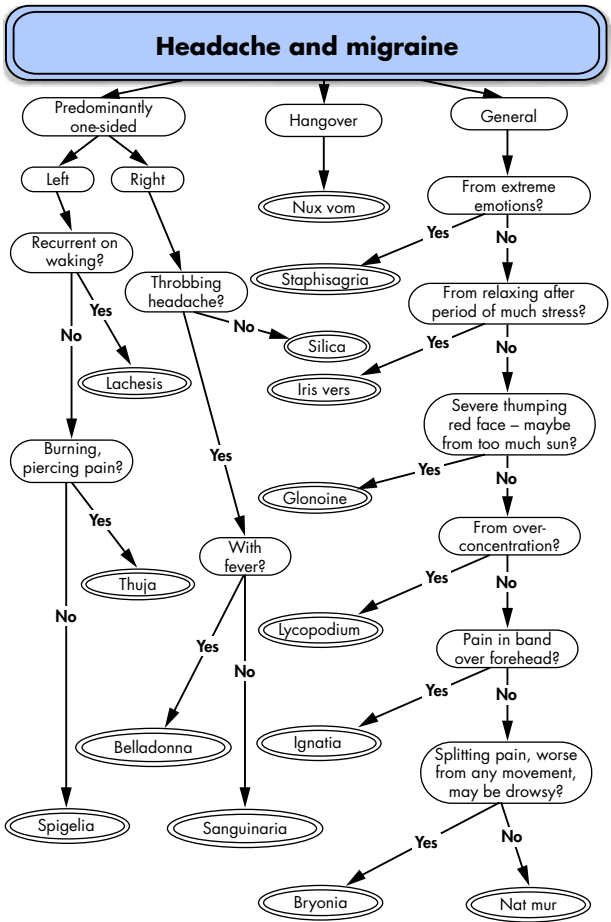 Headache and migraine
Predominantly
one-sided
Hangover
General
Left
Right
From extreme
emotions?
Nux vom
Yes
No
Recurrent on
waking?
Throbbing
headache?
Staphisagria
From relaxing after
period of much stress?
Yes
No
No
Silica
Yes
No
Lachesis
Iris vers
Severe thumping
red face – maybe
from too much sun?
Burning,
piercing pain?
Yes
Yes
No
Glonoine
Yes
With
fever?
From over-
concentration?
Thuja
Yes
No
No
Lycopodium
Yes
No
Pain in band
over forehead?
Yes
No
Belladonna
Ignatia
Splitting pain, worse
from any movement,
may be drowsy?
Spigelia
Sanguinaria
Yes
No
Bryonia
Nat mur